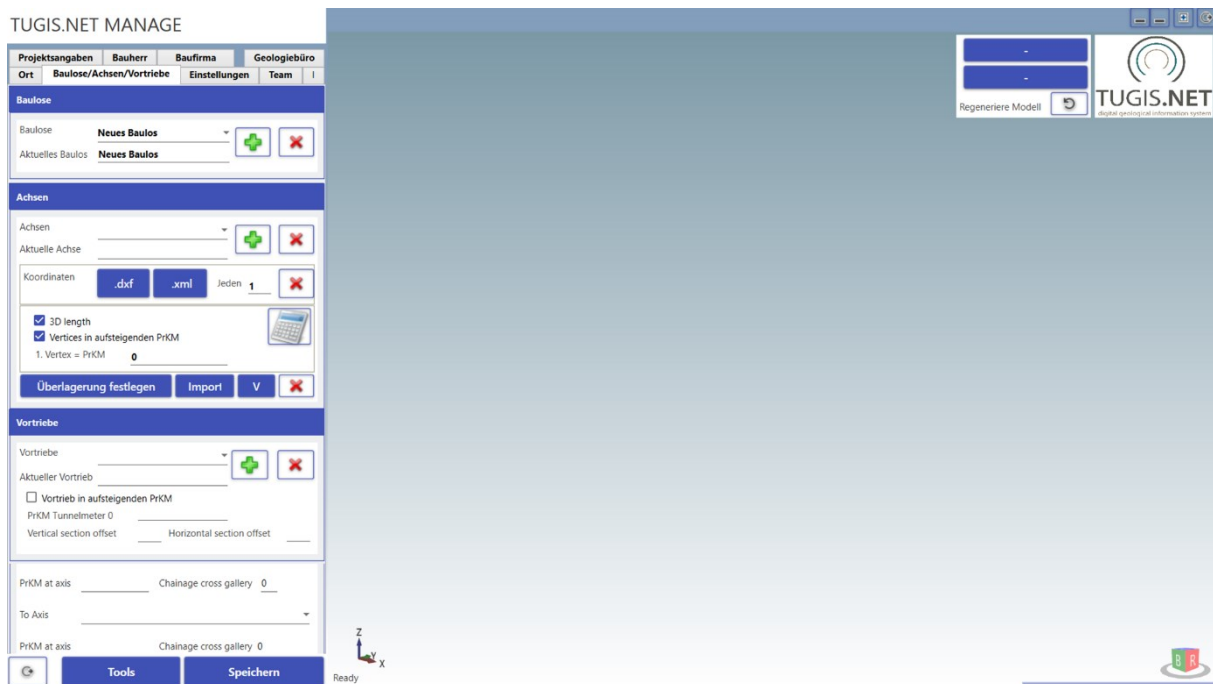 TUGIS.NET MANAGE
Projektsangaben Bauherr Baufirma Geologiebüro
Ort Baulose/Achsen/Vortriebe Einstellungen Team
Baulose
Baulose Neues Baulos
Aktuelles Baulos Neues Baulos
Achsen
Achsen
Aktuelle Achse
Koordinaten .dxf .xml Jeden 1
3D length
Vertices in aufsteigenden PrKM
1. Vertex = PrKM 0
Überlagerung festlegen Import V
Vortriebe
Vortriebe
Aktueller Vortrieb
Vortrieb in aufsteigenden PrKM
PrKM Tunnelmeter 0
Vertical section offset Horizontal section offset
PrKM at axis Chainage cross gallery 0
To Axis
PrKM at axis Chainage cross gallery 0
Tools Speichern
-
-
Regeneriere Modell
TUGIS.NET
digital geological information system
Z
Y
X
Ready
B R